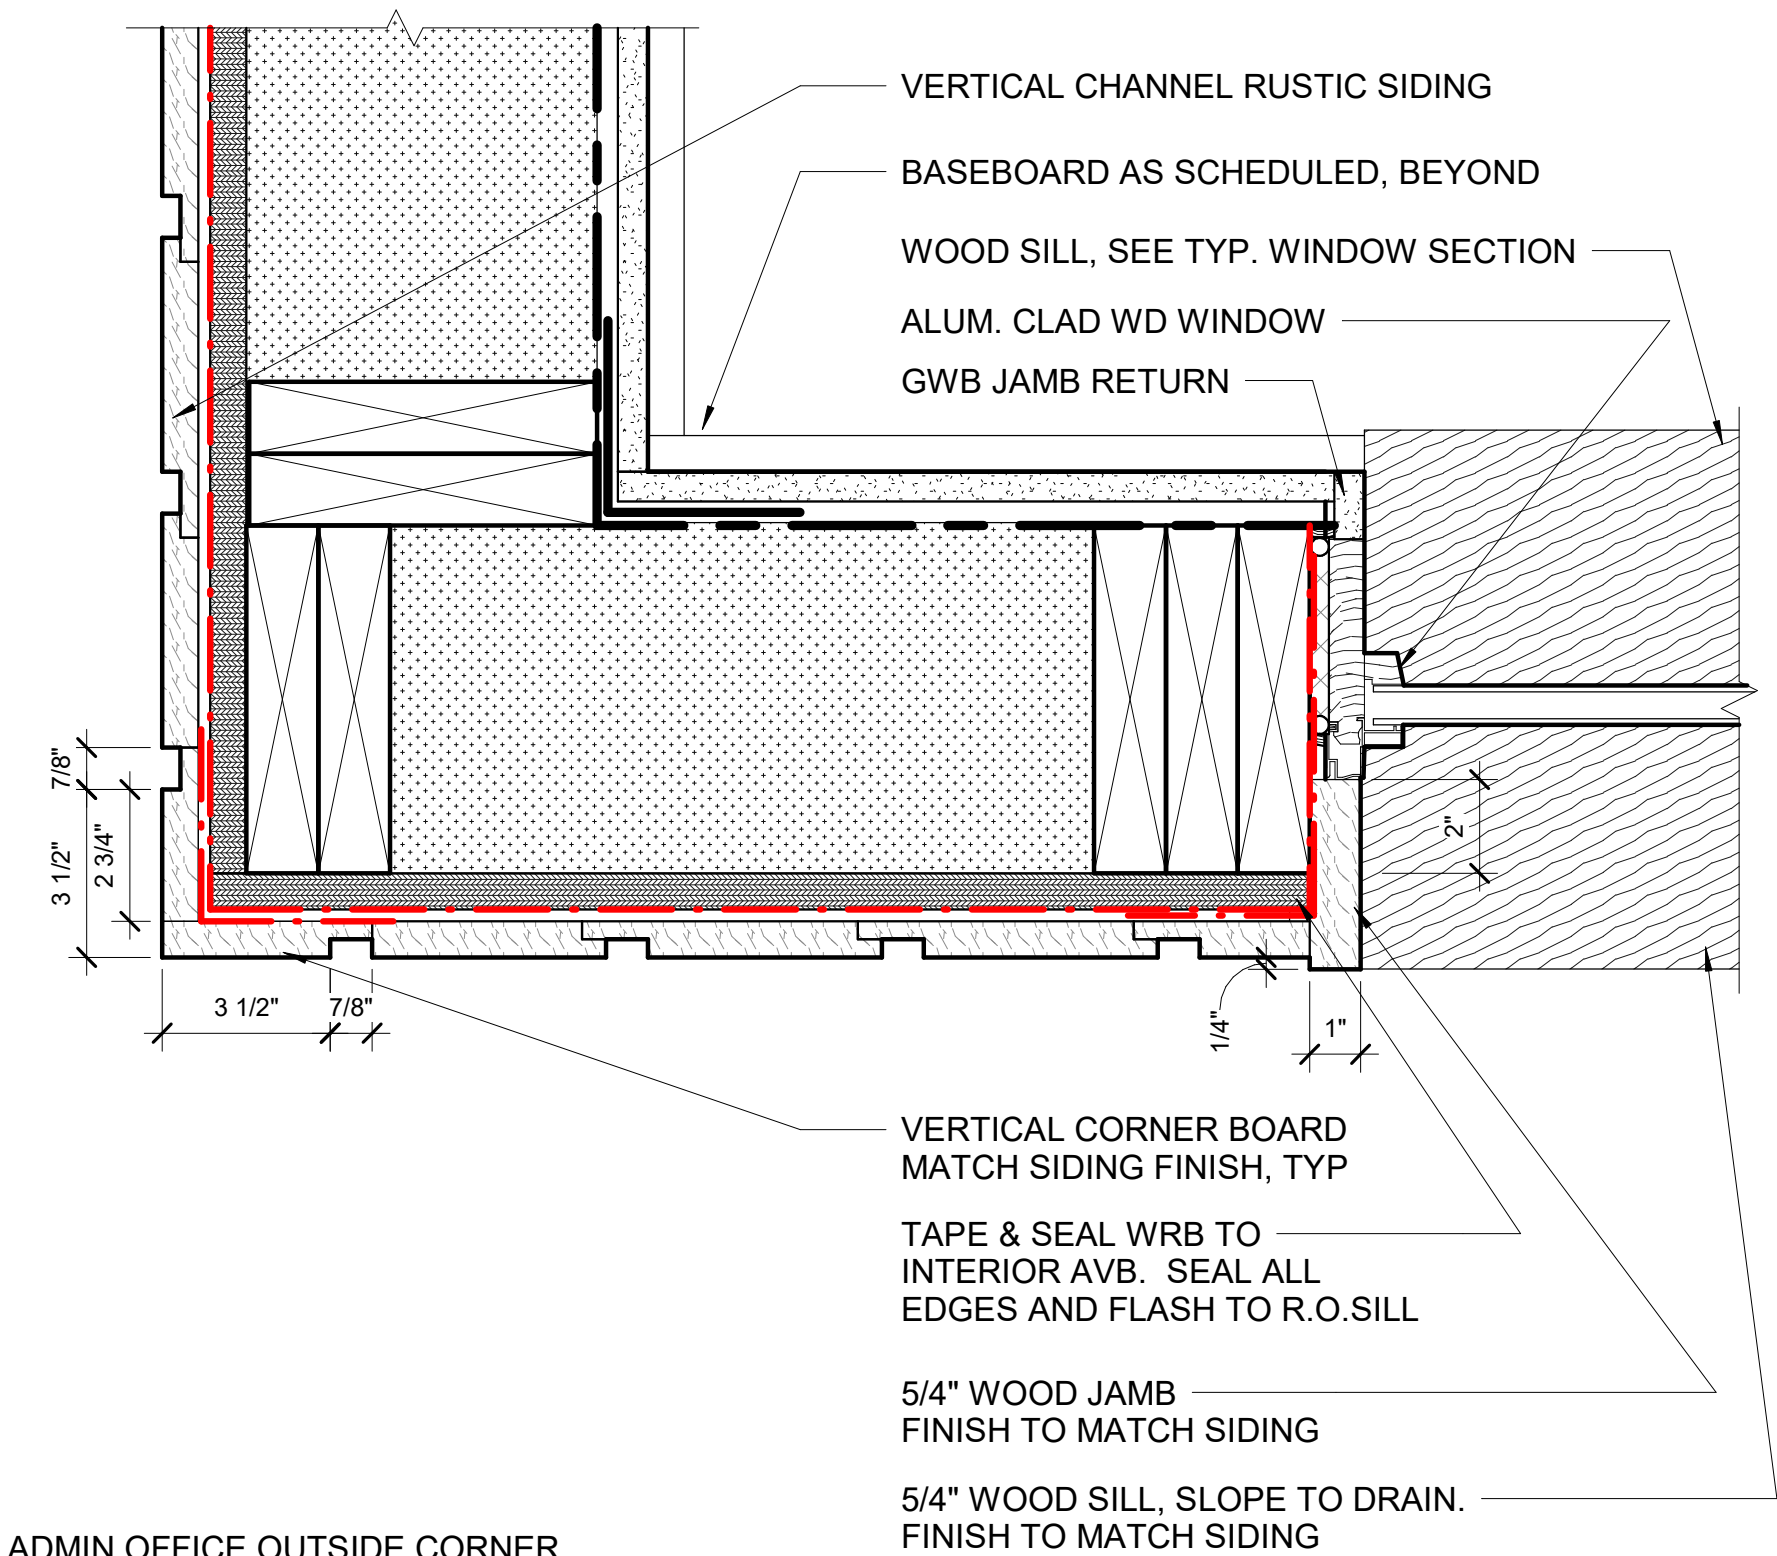 VERTICAL CHANNEL RUSTIC SIDING
BASEBOARD AS SCHEDULED, BEYOND
WOOD SILL, SEE TYP. WINDOW SECTION
ALUM. CLAD WD WINDOW
GWB JAMB RETURN
7/8"
3 1/2"
2 3/4"
2"
3 1/2"
7/8"
1/4"
1"
VERTICAL CORNER BOARD
MATCH SIDING FINISH, TYP
TAPE & SEAL WRB TO
INTERIOR AVB. SEAL ALL
EDGES AND FLASH TO R.O.SILL
5/4" WOOD JAMB
FINISH TO MATCH SIDING
5/4" WOOD SILL, SLOPE TO DRAIN.
FINISH TO MATCH SIDING
ADMIN OFFICE OUTSIDE CORNER